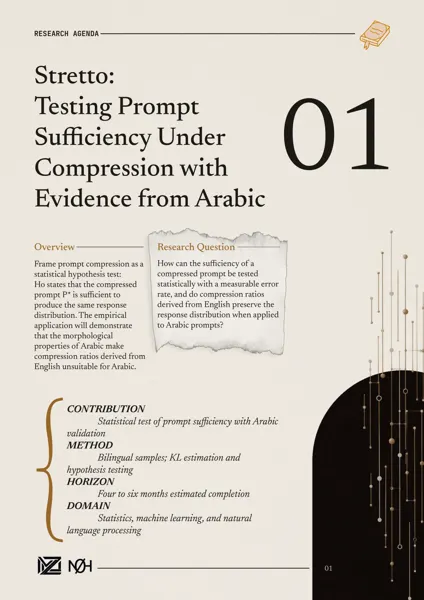 RESEARCH AGENDA
Stretto:
Testing Prompt
Sufficiency Under
Compression with
Evidence from Arabic
01
Overview
Frame prompt compression as a
statistical hypothesis test:
Ho states that the compressed
prompt P* is sufficient to
produce the same response
distribution. The empirical
application will demonstrate
that the morphological
properties of Arabic make
compression ratios derived from
English unsuitable for Arabic.
Research Question
How can the sufficiency of a
compressed prompt be tested
statistically with a measurable error
rate, and do compression ratios
derived from English preserve the
response distribution when applied
to Arabic prompts?
CONTRIBUTION
Statistical test of prompt sufficiency with Arabic
validation
METHOD
Bilingual samples; KL estimation and
hypothesis testing
HORIZON
Four to six months estimated completion
DOMAIN
Statistics, machine learning, and natural
language processing
NØH
01